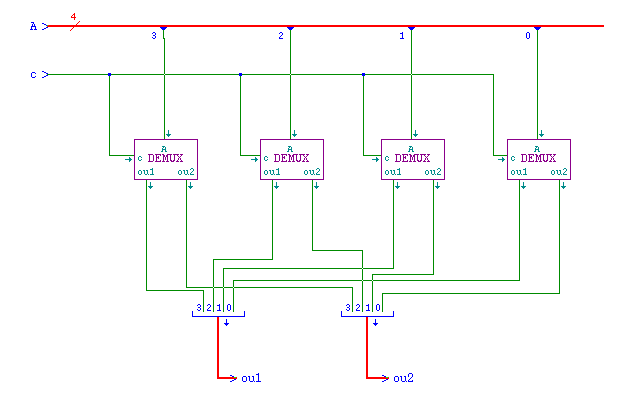 4
A
3 2 1 0
c
A A A A
c DEMUX c DEMUX c DEMUX c DEMUX
ou1 ou2 ou1 ou2 ou1 ou2 ou1 ou2
3 2 1 0 3 2 1 0
ou1 ou2